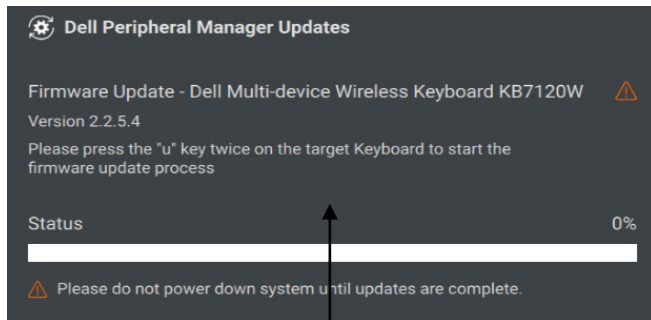 Dell Peripheral Manager Updates
Firmware Update - Dell Multi-device Wireless Keyboard KB7120W
Version 2.2.5.4
Please press the "u" key twice on the target Keyboard to start the
firmware update process
Status 0%
Please do not power down system until updates are complete.